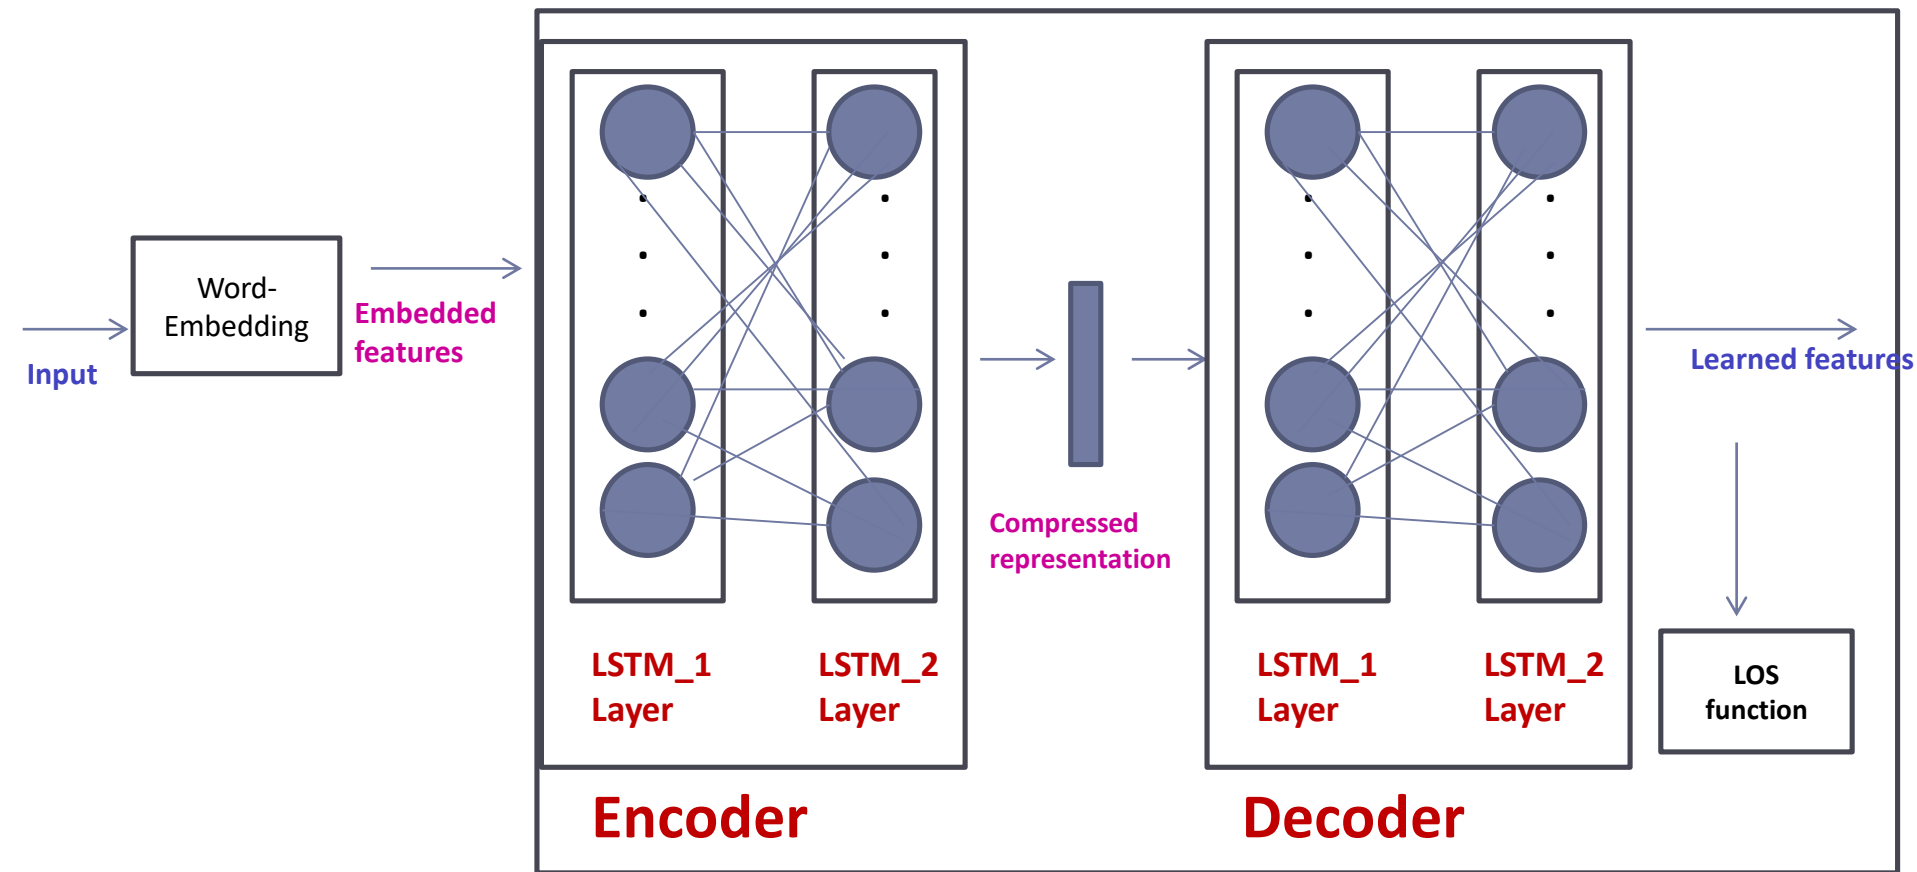 Input
Word-
Embedding
Embedded
features
LSTM_1
Layer
LSTM_2
Layer
Encoder
Compressed
representation
LSTM_1
Layer
LSTM_2
Layer
Decoder
Learned features
LOS
function